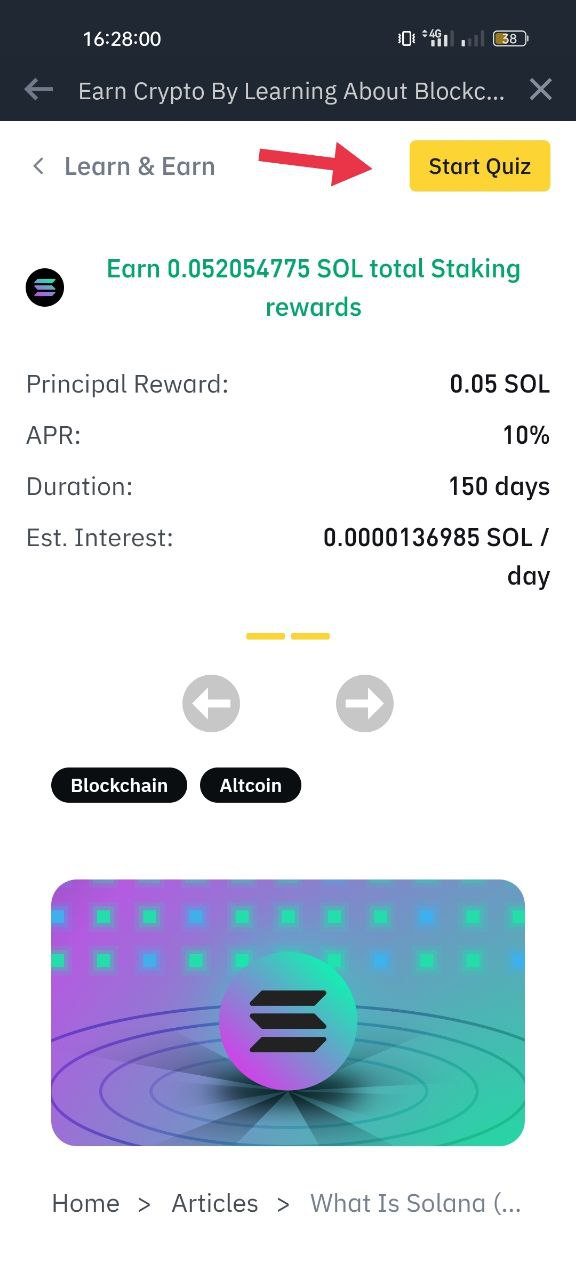 16:28:00
4G
38
Earn Crypto By Learning About Blockc...
Learn & Earn
Start Quiz
Earn 0.052054775 SOL total Staking
rewards
Principal Reward: 0.05 SOL
APR: 10%
Duration: 150 days
Est. Interest: 0.0000136985 SOL /
day
Blockchain Altcoin
Home > Articles > What Is Solana (...